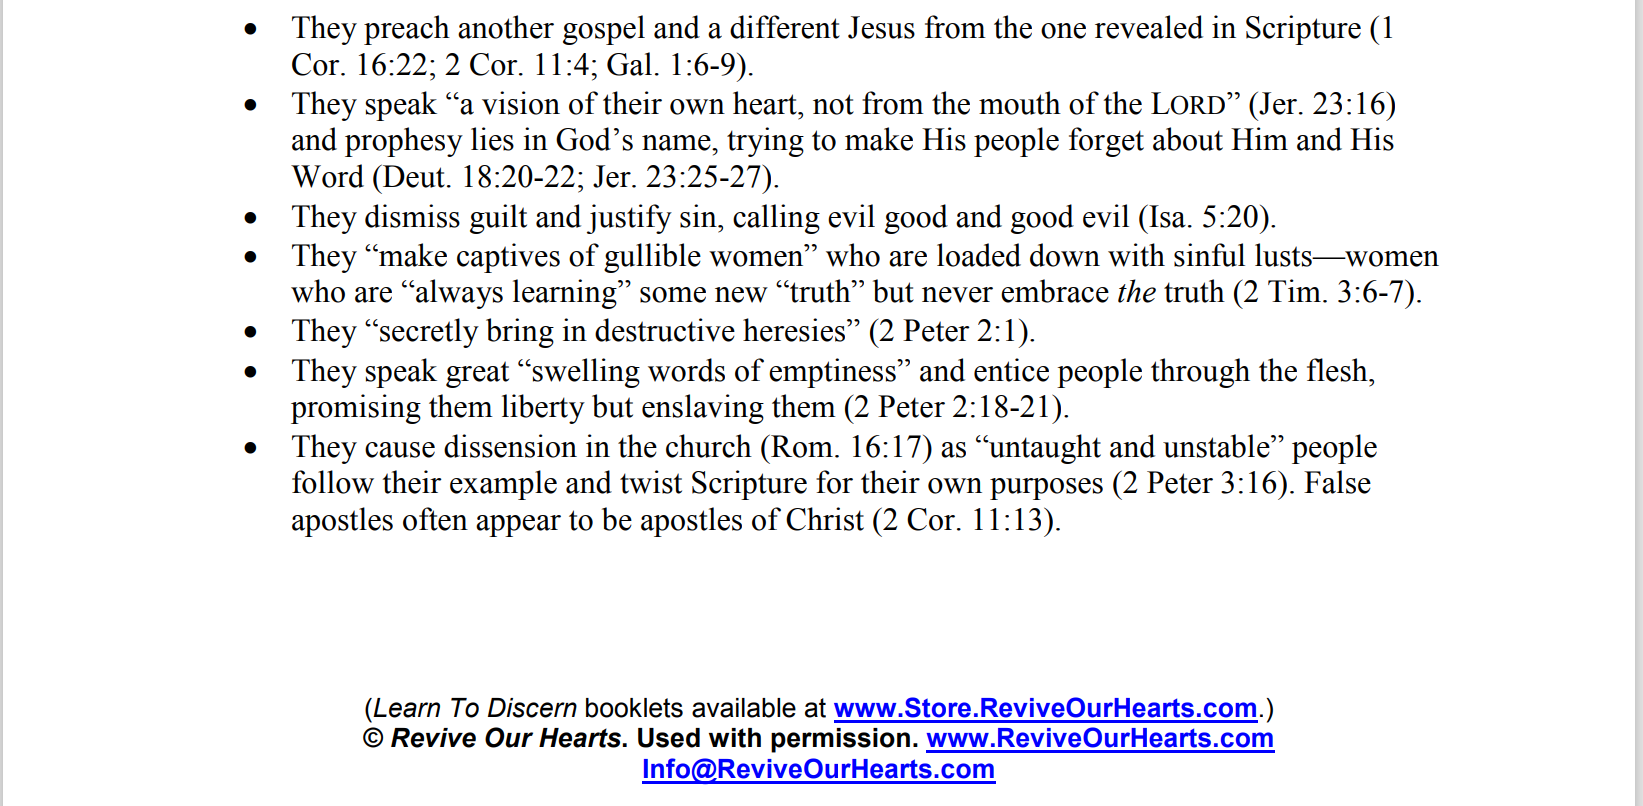 • They preach another gospel and a different Jesus from the one revealed in Scripture (1
Cor. 16:22; 2 Cor. 11:4; Gal. 1:6-9).
• They speak “a vision of their own heart, not from the mouth of the LORD” (Jer. 23:16)
and prophesy lies in God’s name, trying to make His people forget about Him and His
Word (Deut. 18:20-22; Jer. 23:25-27).
• They dismiss guilt and justify sin, calling evil good and good evil (Isa. 5:20).
• They “make captives of gullible women” who are loaded down with sinful lusts—women
who are “always learning” some new “truth” but never embrace the truth (2 Tim. 3:6-7).
• They “secretly bring in destructive heresies” (2 Peter 2:1).
• They speak great “swelling words of emptiness” and entice people through the flesh,
promising them liberty but enslaving them (2 Peter 2:18-21).
• They cause dissension in the church (Rom. 16:17) as “untaught and unstable” people
follow their example and twist Scripture for their own purposes (2 Peter 3:16). False
apostles often appear to be apostles of Christ (2 Cor. 11:13).
(Learn To Discern booklets available at www.Store.ReviveOurHearts.com.)
© Revive Our Hearts. Used with permission. www.ReviveOurHearts.com
Info@ReviveOurHearts.com